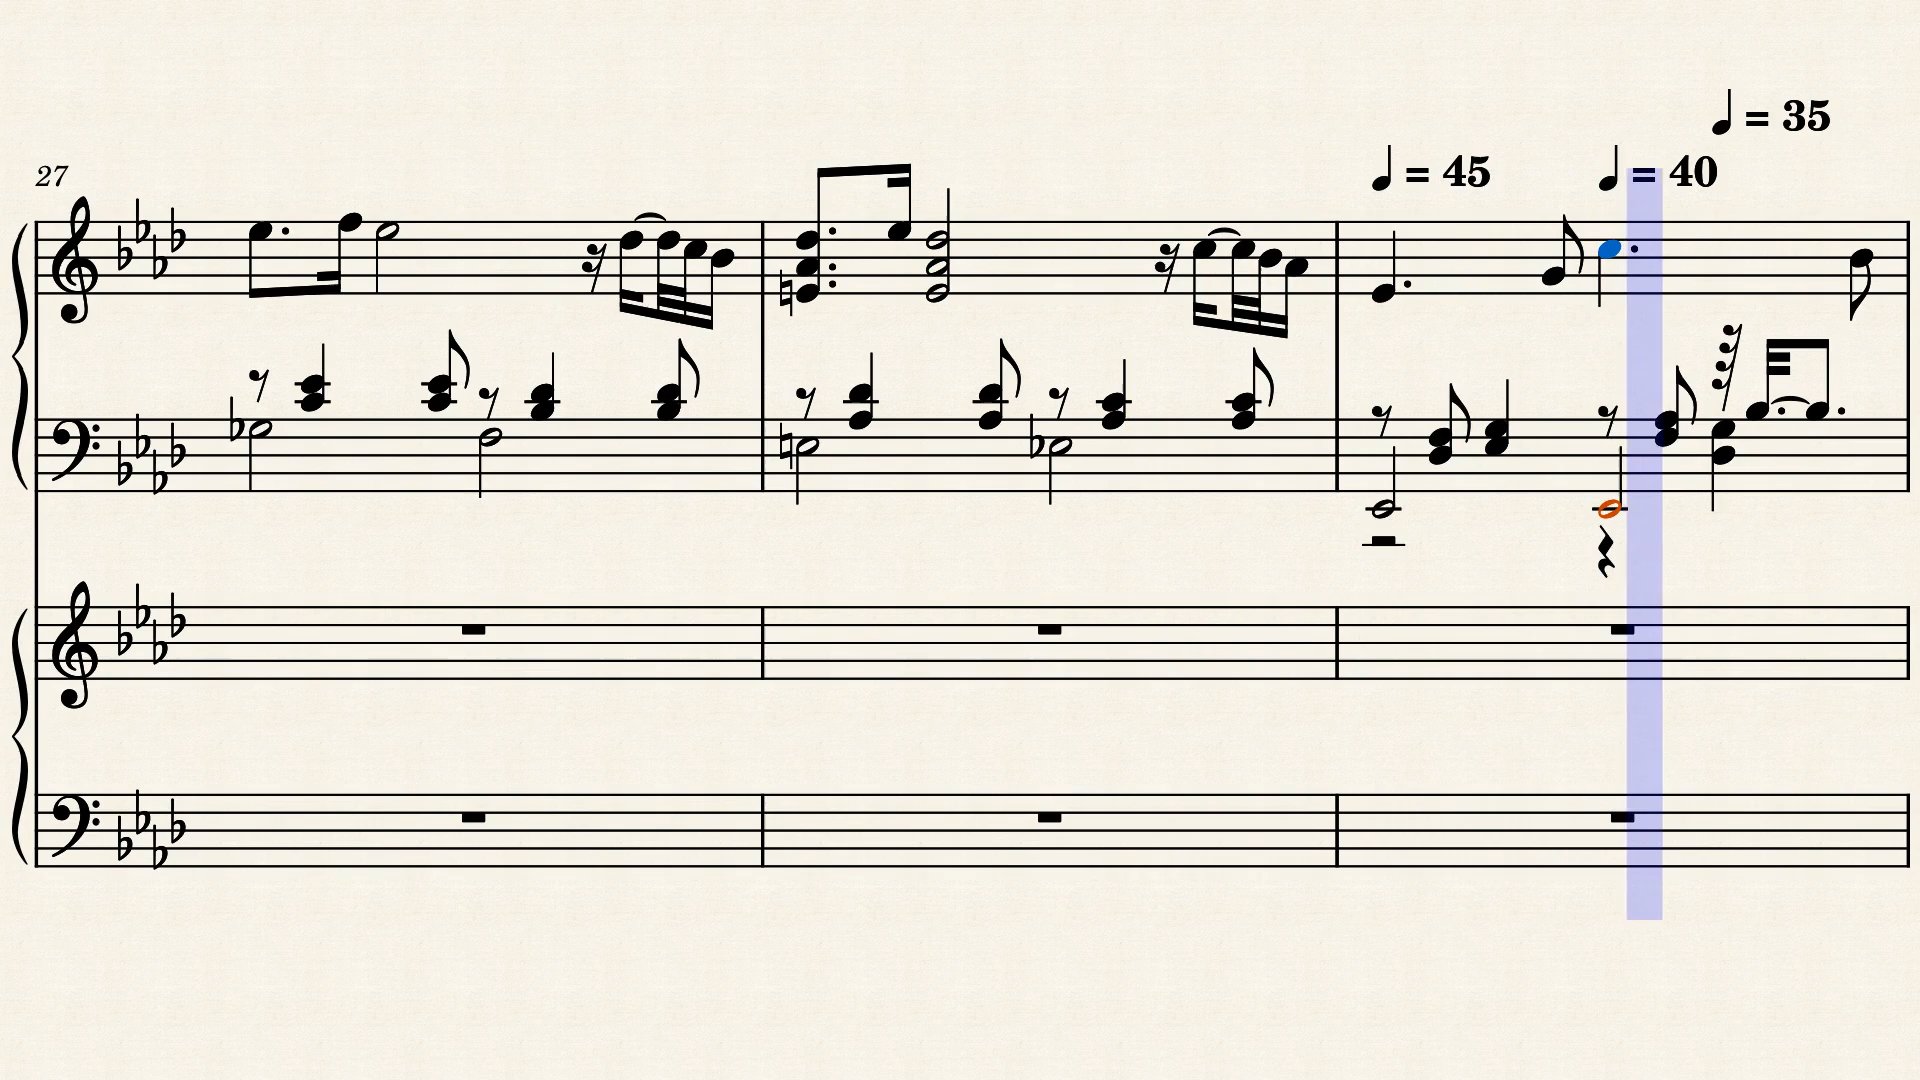 ♩ = 35
27
♩ = 45 ♩ = 40